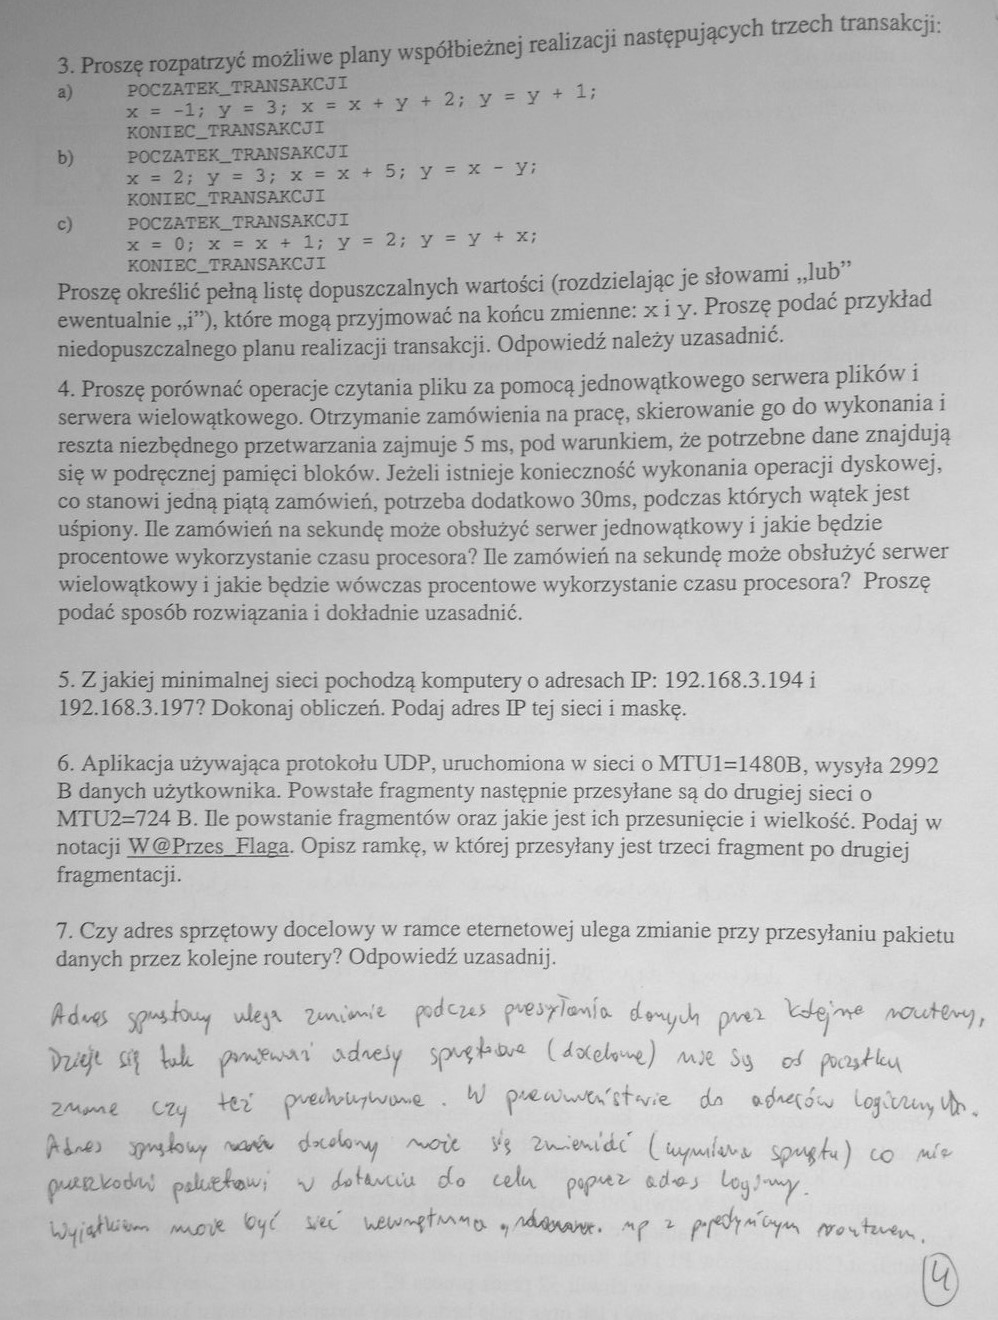 3. Proszę rozpatrzyć możliwe plany współbieżnej realizacji następujących trzech transakcji:
a) POCZATEK_TRANSAKCJI
x = -1; y = 3; x = x + y + 2; y = y + 1;
KONIEC_TRANSAKCJI
b) POCZATEK_TRANSAKCJI
x = 2; y = 3; x = x + 5; y = x - y;
KONIEC_TRANSAKCJI
c) POCZATEK_TRANSAKCJI
x = 0; x = x + 1; y = 2; y = y + x;
KONIEC_TRANSAKCJI
Proszę określić pełną listę dopuszczalnych wartości (rozdzielając je słowami „lub”
ewentualnie „i”), które mogą przyjmować na końcu zmienne: x i y. Proszę podać przykład
niedopuszczalnego planu realizacji transakcji. Odpowiedź należy uzasadnić.
4. Proszę porównać operacje czytania pliku za pomocą jednowątkowego serwera plików i
serwera wielowątkowego. Otrzymanie zamówienia na pracę, skierowanie go do wykonania i
reszta niezbędnego przetwarzania zajmuje 5 ms, pod warunkiem, że potrzebne dane znajdują
się w podręcznej pamięci bloków. Jeżeli istnieje konieczność wykonania operacji dyskowej,
co stanowi jedną piątą zamówień, potrzeba dodatkowo 30ms, podczas których wątek jest
uśpiony. Ile zamówień na sekundę może obsłużyć serwer jednowątkowy i jakie będzie
procentowe wykorzystanie czasu procesora? Ile zamówień na sekundę może obsłużyć serwer
wielowątkowy i jakie będzie wówczas procentowe wykorzystanie czasu procesora? Proszę
podać sposób rozwiązania i dokładnie uzasadnić.
5. Z jakiej minimalnej sieci pochodzą komputery o adresach IP: 192.168.3.194 i
192.168.3.197? Dokonaj obliczeń. Podaj adres IP tej sieci i maskę.
6. Aplikacja używająca protokołu UDP, uruchomiona w sieci o MTU1=1480B, wysyła 2992
B danych użytkownika. Powstałe fragmenty następnie przesyłane są do drugiej sieci o
MTU2=724 B. Ile powstanie fragmentów oraz jakie jest ich przesunięcie i wielkość. Podaj w
notacji W@Przes_Flaga. Opisz ramkę, w której przesyłany jest trzeci fragment po drugiej
fragmentacji.
7. Czy adres sprzętowy docelowy w ramce eternetowej ulega zmianie przy przesyłaniu pakietu
danych przez kolejne routery? Odpowiedź uzasadnij.
Adres sprzętowy ulega zmianie podczas przesyłania danych przez kolejne routery,
Dzieje się tak ponieważ adresy sprzętowe (docelowe) nie są od początku
znane czy też przechowywane. W przeciwieństwie do adresów logicznych.
Adres sprzętowy docelowy może się zmienić (wymiana sprzętu) co nie
przeszkodzi pakietowi w dotarciu do celu poprzez adres logiczny.
Wyjątkiem może być sieć wewnętrzna, np z pojedynczym routerem.
4